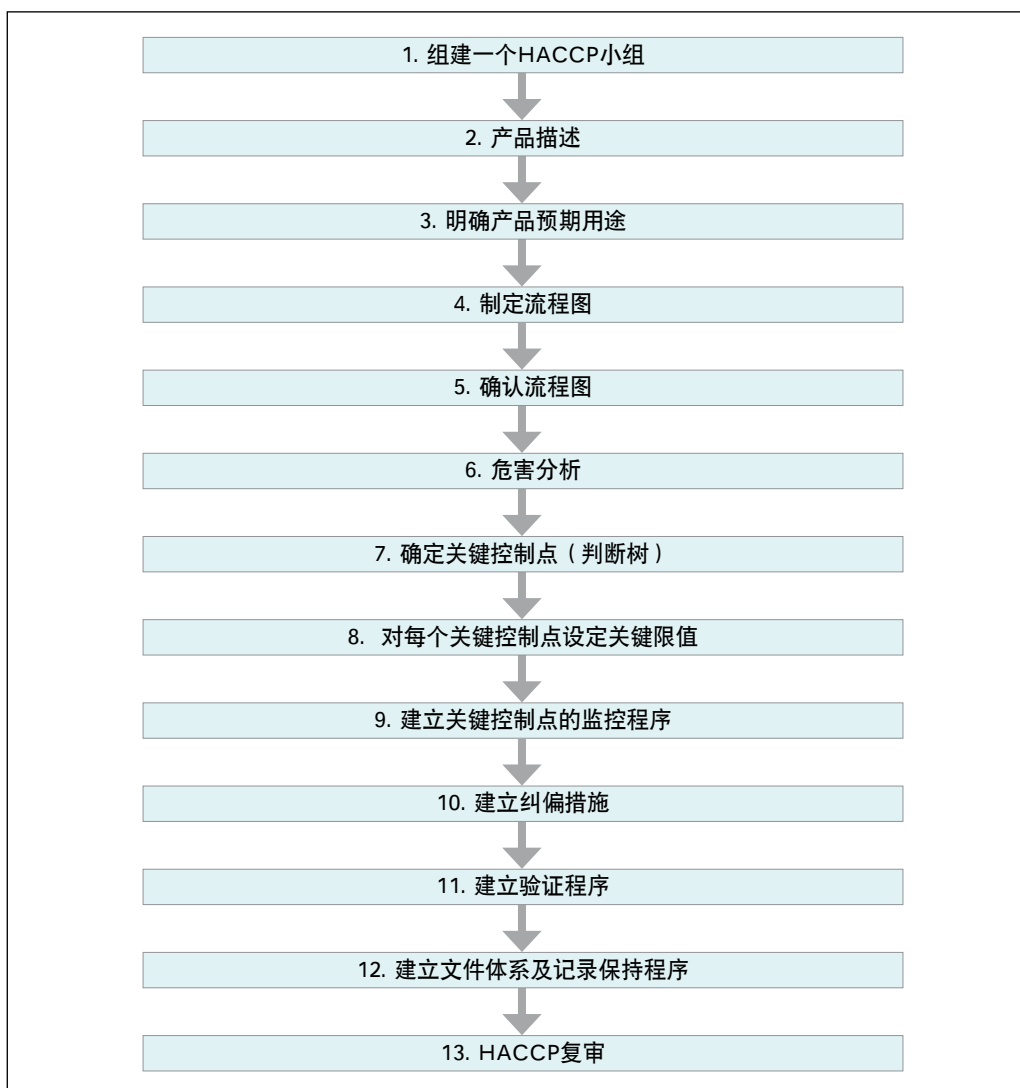 1. 组建一个HACCP小组
2. 产品描述
3. 明确产品预期用途
4. 制定流程图
5. 确认流程图
6. 危害分析
7. 确定关键控制点（判断树）
8. 对每个关键控制点设定关键限值
9. 建立关键控制点的监控程序
10. 建立纠偏措施
11. 建立验证程序
12. 建立文件体系及记录保持程序
13. HACCP复审